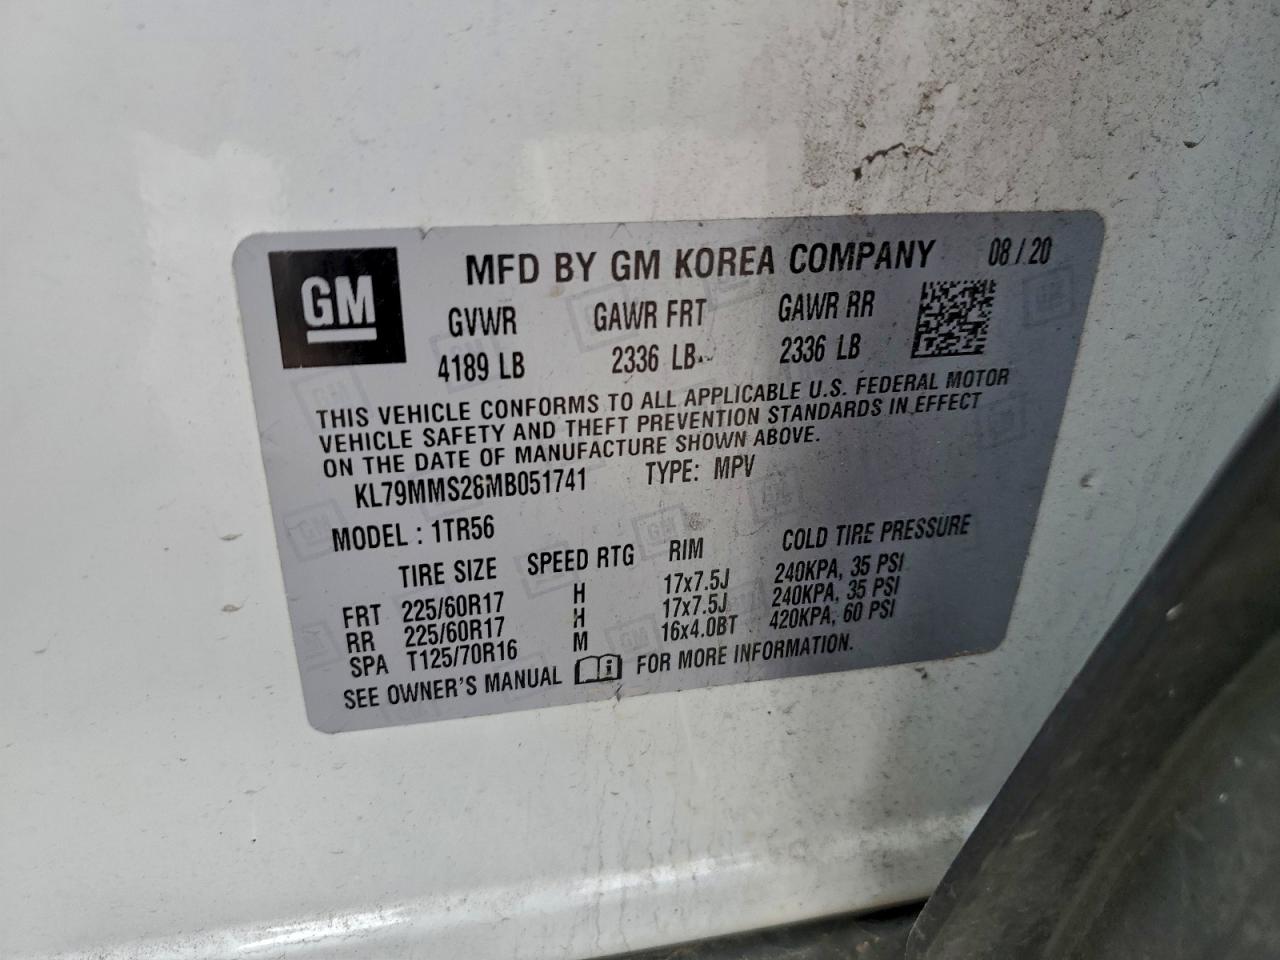 GM
MFD BY GM KOREA COMPANY 08 / 20
GVWR GAWR FRT GAWR RR
4189 LB 2336 LB 2336 LB
THIS VEHICLE CONFORMS TO ALL APPLICABLE U.S. FEDERAL MOTOR
VEHICLE SAFETY AND THEFT PREVENTION STANDARDS IN EFFECT
ON THE DATE OF MANUFACTURE SHOWN ABOVE.
KL79MMS28MB051741 TYPE: MPV
MODEL : 1TR56
TIRE SIZE SPEED RTG RIM COLD TIRE PRESSURE
FRT 225/60R17 H 17x7.5J 240KPA, 35 PSI
RR 225/60R17 H 17x7.5J 240KPA, 35 PSI
SPA T125/70R16 M 16x4.0BT 420KPA, 60 PSI
SEE OWNER'S MANUAL FOR MORE INFORMATION.